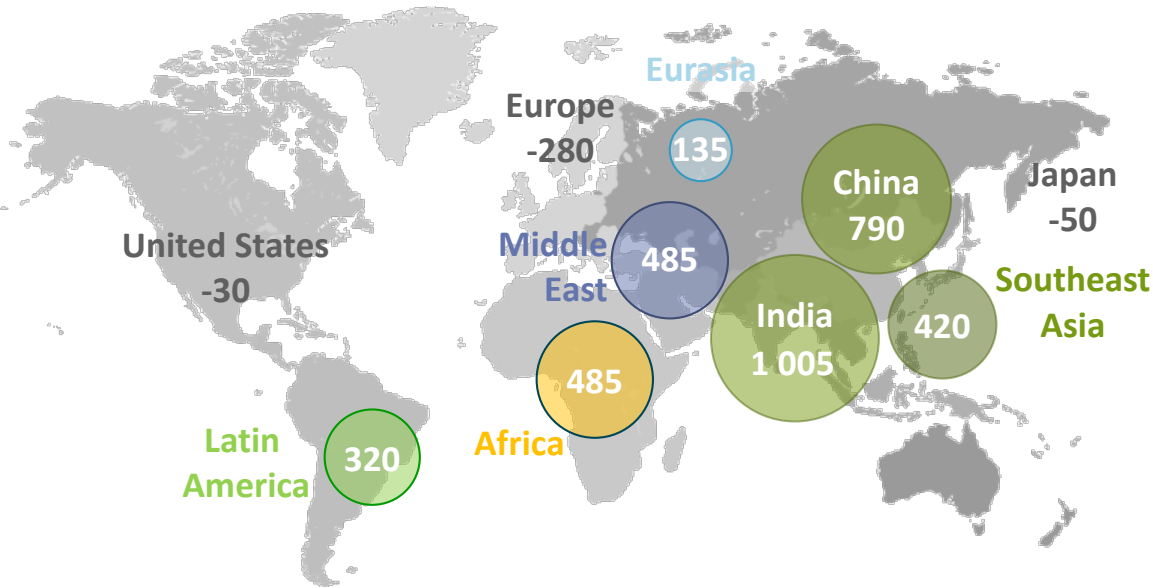 Eurasia
135
Europe
-280
China
790
Japan
-50
United States
-30
Middle
East
485
India
1 005
Southeast
Asia
420
Africa
485
Latin
America
320